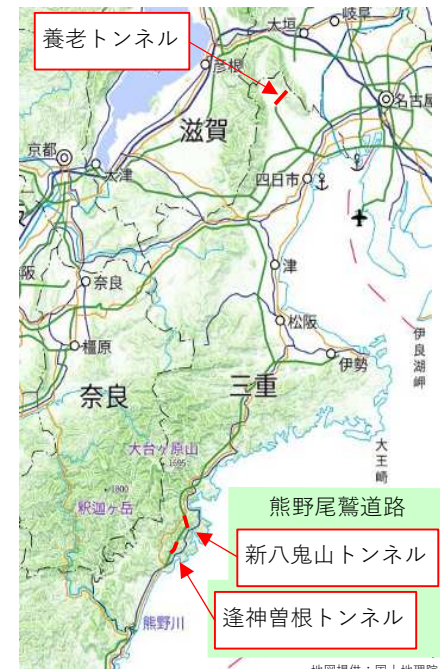 岐阜
大垣
養老トンネル
彦根
名古屋
滋賀
京都
大津
四日市
阪
奈良
津
松阪
伊良湖岬
橿原
伊勢
奈良
三重
大台ヶ原山
1695
大王崎
1800
釈迦ヶ岳
熊野尾鷲道路
新八鬼山トンネル
逢神曽根トンネル
熊野川
地図提供：国土地理院